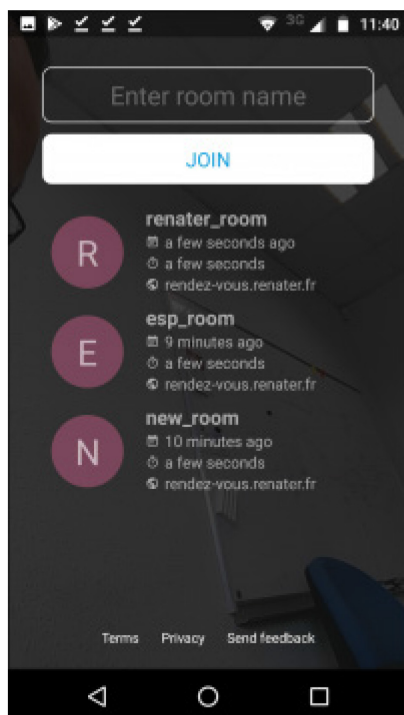 3G 11:40
Enter room name
JOIN
R
renater_room
a few seconds ago
a few seconds
rendez-vous.renater.fr
E
esp_room
9 minutes ago
a few seconds
rendez-vous.renater.fr
N
new_room
10 minutes ago
a few seconds
rendez-vous.renater.fr
Terms Privacy Send feedback